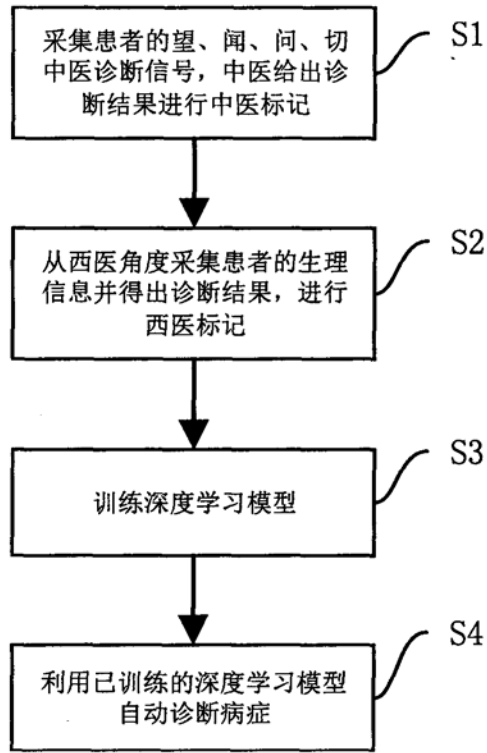 采集患者的望、闻、问、切
中医诊断信号，中医给出诊
断结果进行中医标记
S1
从西医角度采集患者的生理
信息并得出诊断结果，进行
西医标记
S2
训练深度学习模型
S3
利用已训练的深度学习模型
自动诊断病症
S4